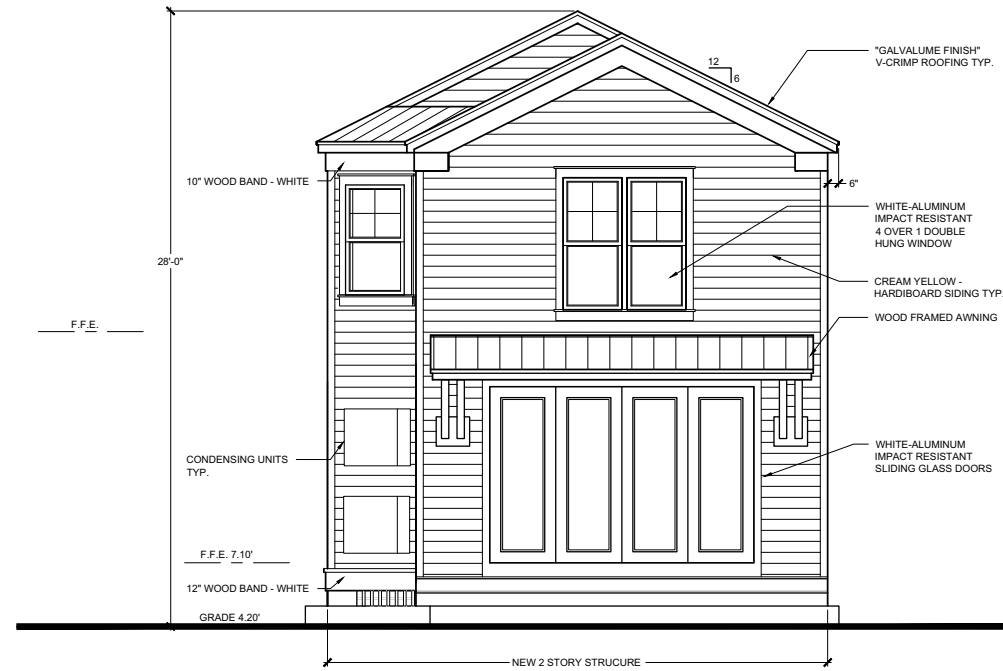 "GALVALUME FINISH"
V-CRIMP ROOFING TYP.
12
6
10" WOOD BAND - WHITE
6"
WHITE-ALUMINUM
IMPACT RESISTANT
4 OVER 1 DOUBLE
HUNG WINDOW
28'-0"
CREAM YELLOW -
HARDIBOARD SIDING TYP.
WOOD FRAMED AWNING
F.F.E.
CONDENSING UNITS
TYP.
WHITE-ALUMINUM
IMPACT RESISTANT
SLIDING GLASS DOORS
F.F.E. 7.10'
12" WOOD BAND - WHITE
GRADE 4.20'
NEW 2 STORY STRUCURE